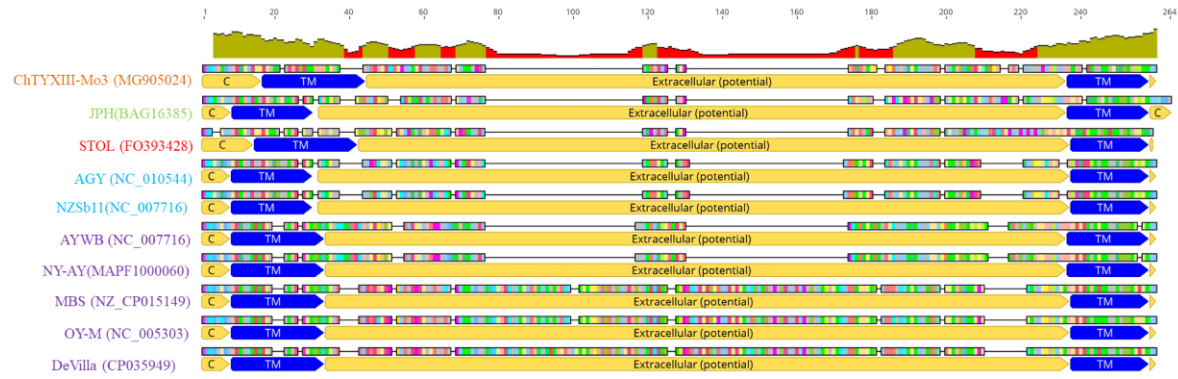 1 20 40 60 80 100 120 140 160 180 200 220 240 264
ChTYXIII-Mo3 (MG905024) C TM Extracellular (potential)
JPH(BAG16385) C TM Extracellular (potential) TM C
STOL (FO393428) C TM Extracellular (potential) TM
AGY (NC_010544) C TM Extracellular (potential) TM
NZSb11(NC_007716) C TM Extracellular (potential) TM
AYWB (NC_007716) C TM Extracellular (potential) TM
NY-AY(MAPF1000060) C TM Extracellular (potential) TM
MBS (NZ_CP015149) C TM Extracellular (potential) TM
OY-M (NC_005303) C TM Extracellular (potential) TM
DeVilla (CP035949) C TM Extracellular (potential) TM